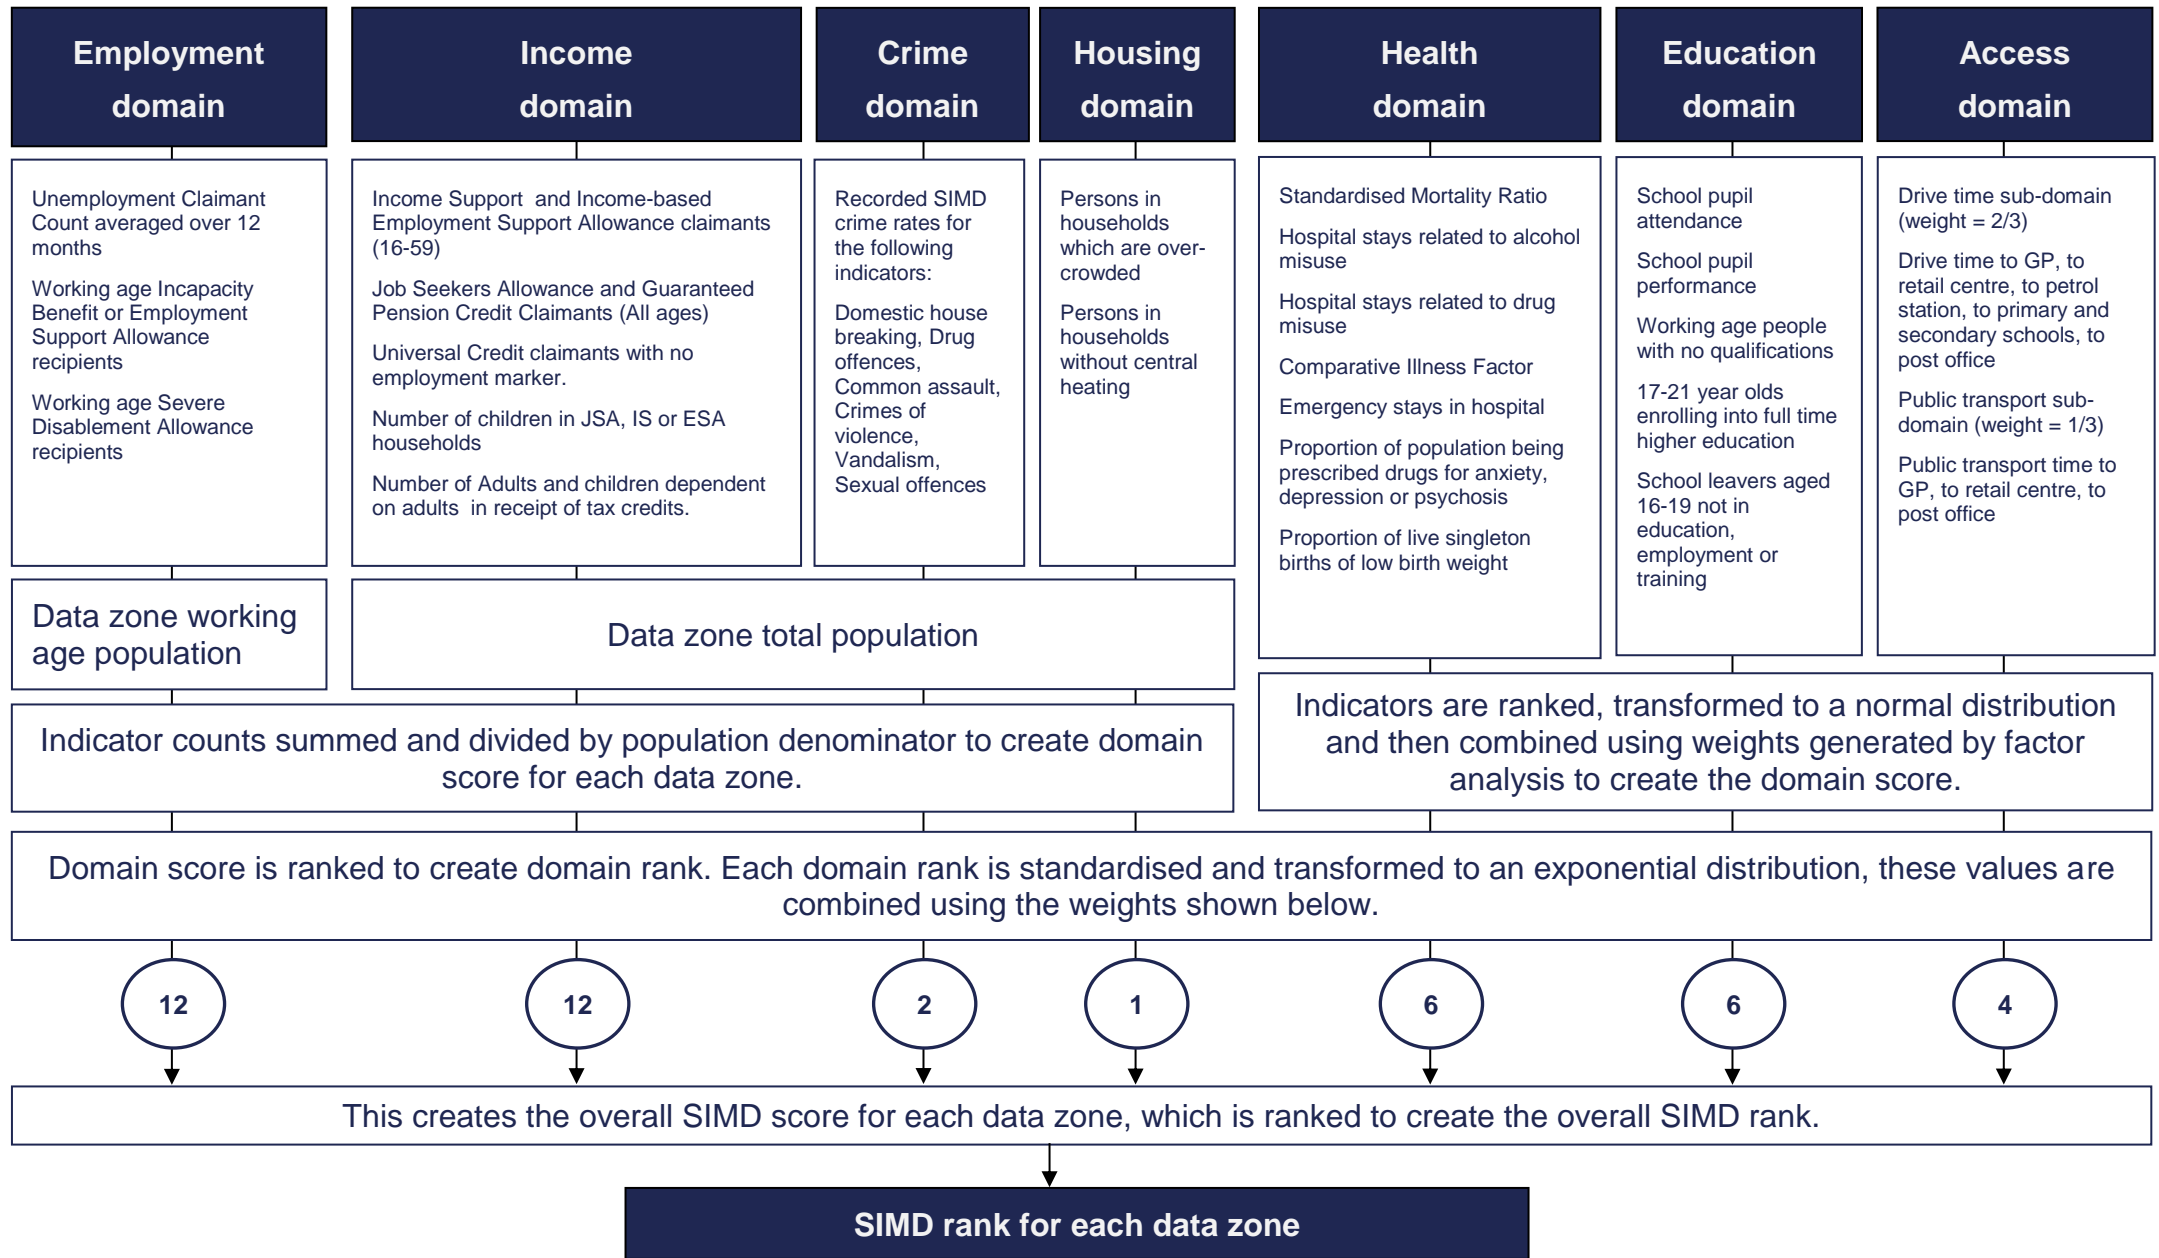 Employment
domain
Income
domain
Crime
domain
Housing
domain
Health
domain
Education
domain
Access
domain
Unemployment Claimant
Count averaged over 12
months
Working age Incapacity
Benefit or Employment
Support Allowance
recipients
Working age Severe
Disablement Allowance
recipients
Income Support  and Income-based
Employment Support Allowance claimants
(16-59)
Job Seekers Allowance and Guaranteed
Pension Credit Claimants (All ages)
Universal Credit claimants with no
employment marker.
Number of children in JSA, IS or ESA
households
Number of Adults and children dependent
on adults  in receipt of tax credits.
Recorded SIMD
crime rates for
the following
indicators:
Domestic house
breaking, Drug
offences,
Common assault,
Crimes of
violence,
Vandalism,
Sexual offences
Persons in
households
which are over-
crowded
Persons in
households
without central
heating
Standardised Mortality Ratio
Hospital stays related to alcohol
misuse
Hospital stays related to drug
misuse
Comparative Illness Factor
Emergency stays in hospital
Proportion of population being
prescribed drugs for anxiety,
depression or psychosis
Proportion of live singleton
births of low birth weight
School pupil
attendance
School pupil
performance
Working age people
with no qualifications
17-21 year olds
enrolling into full time
higher education
School leavers aged
16-19 not in
education,
employment or
training
Drive time sub-domain
(weight = 2/3)
Drive time to GP, to
retail centre, to petrol
station, to primary and
secondary schools, to
post office
Public transport sub-
domain (weight = 1/3)
Public transport time to
GP, to retail centre, to
post office
Data zone working
age population
Data zone total population
Indicator counts summed and divided by population denominator to create domain
score for each data zone.
Indicators are ranked, transformed to a normal distribution
and then combined using weights generated by factor
analysis to create the domain score.
Domain score is ranked to create domain rank. Each domain rank is standardised and transformed to an exponential distribution, these values are
combined using the weights shown below.
12
12
2
1
6
6
4
This creates the overall SIMD score for each data zone, which is ranked to create the overall SIMD rank.
SIMD rank for each data zone